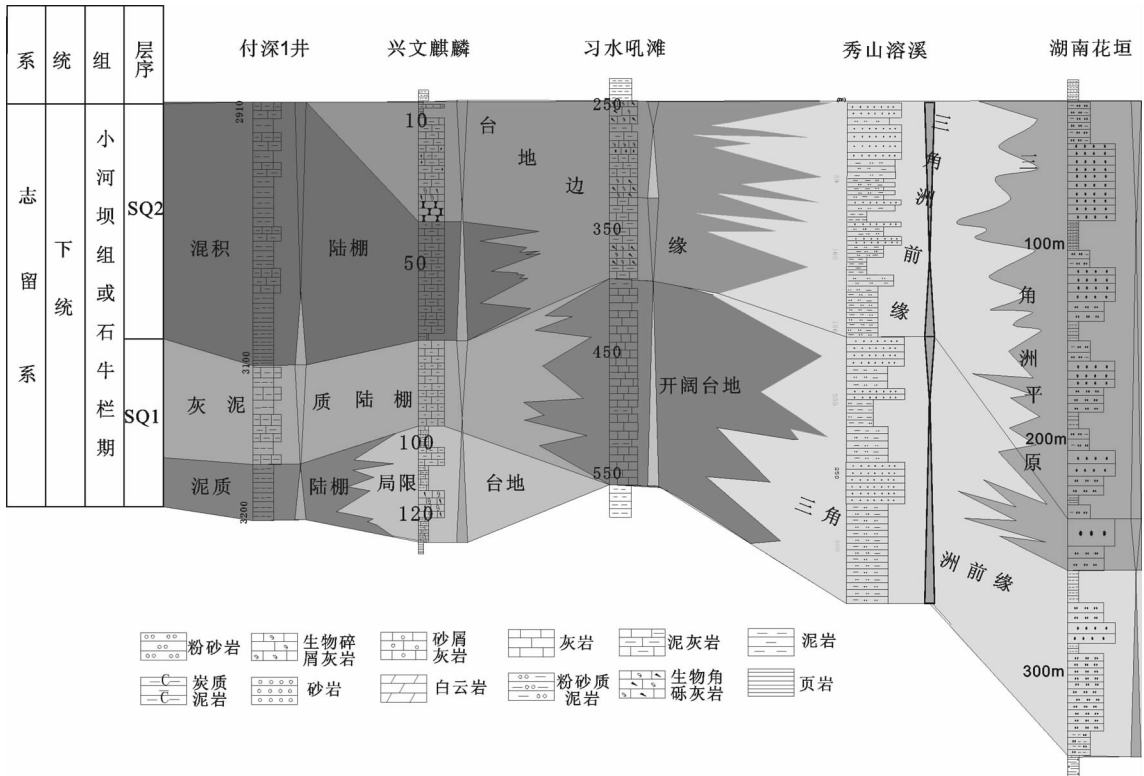 付深1井
兴文麒麟
习水吼滩
秀山溶溪
湖南花垣
系
统
组
层序
志留系
下统
小河坝组或石牛栏期
SQ2
SQ1
2910
3100
3200
10
50
100
120
250
350
450
550
(m)
250
100m
200m
300m
混积 陆棚
灰泥 质陆棚
泥质 陆棚
局限 台地
台地边缘
开阔台地
三角洲前缘
三角洲前缘
三角洲平原
粉砂岩
生物碎屑灰岩
砂屑灰岩
灰岩
泥灰岩
泥岩
C
C
炭质泥岩
砂岩
白云岩
粉砂质泥岩
生物角砾灰岩
页岩